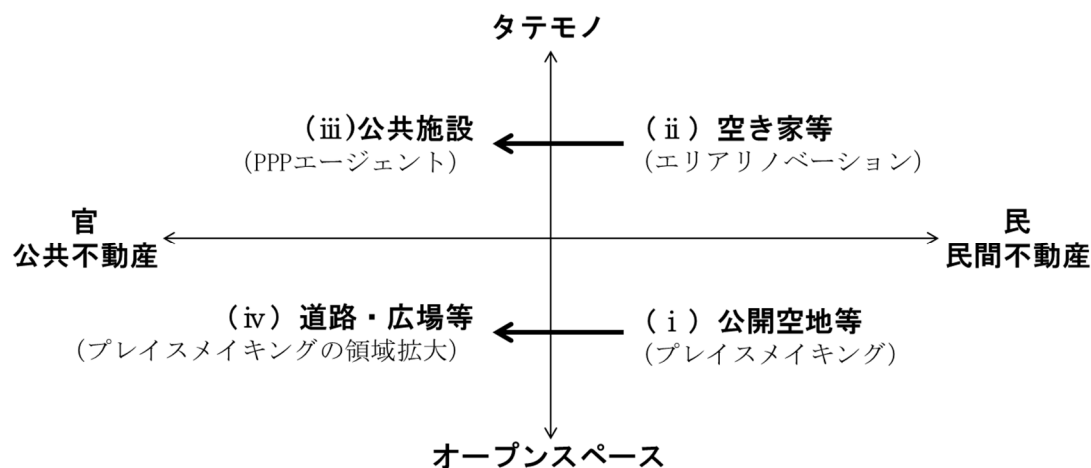 タテモノ
(ⅲ)公共施設
(PPPエージェント)
(ⅱ) 空き家等
(エリアリノベーション)
官
公共不動産
民
民間不動産
(ⅳ) 道路・広場等
(プレイスメイキングの領域拡大)
(ⅰ) 公開空地等
(プレイスメイキング)
オープンスペース